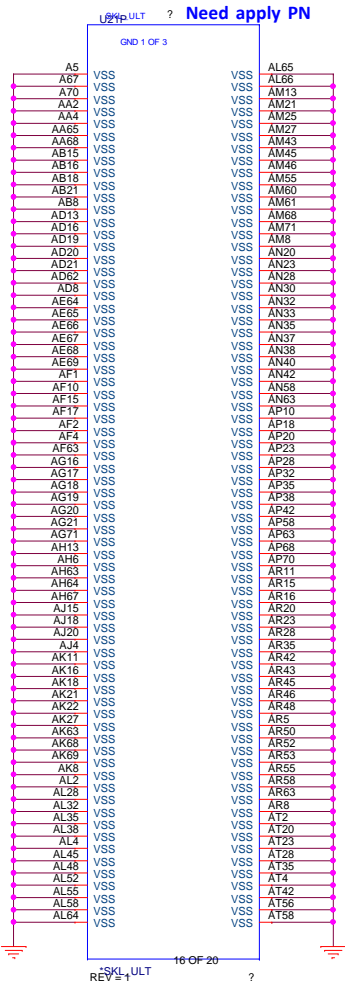 SKL_ULT ? Need apply PN
U21P
GND 1 OF 3
A5 VSS VSS AL65
A67 VSS VSS AL66
A70 VSS VSS AM13
AA2 VSS VSS AM21
AA4 VSS VSS AM25
AA65 VSS VSS AM27
AA68 VSS VSS AM43
AB15 VSS VSS AM45
AB16 VSS VSS AM46
AB18 VSS VSS AM55
AB21 VSS VSS AM60
AB8 VSS VSS AM61
AD13 VSS VSS AM68
AD16 VSS VSS AM71
AD19 VSS VSS AM8
AD20 VSS VSS AN20
AD21 VSS VSS AN23
AD62 VSS VSS AN28
AD8 VSS VSS AN30
AE64 VSS VSS AN32
AE65 VSS VSS AN33
AE66 VSS VSS AN35
AE67 VSS VSS AN37
AE68 VSS VSS AN38
AE69 VSS VSS AN40
AF1 VSS VSS AN42
AF10 VSS VSS AN58
AF15 VSS VSS AN63
AF17 VSS VSS AP10
AF2 VSS VSS AP18
AF4 VSS VSS AP20
AF63 VSS VSS AP23
AG16 VSS VSS AP28
AG17 VSS VSS AP32
AG18 VSS VSS AP35
AG19 VSS VSS AP38
AG20 VSS VSS AP42
AG21 VSS VSS AP58
AG71 VSS VSS AP63
AH13 VSS VSS AP68
AH6 VSS VSS AP70
AH63 VSS VSS AR11
AH64 VSS VSS AR15
AH67 VSS VSS AR16
AJ15 VSS VSS AR20
AJ18 VSS VSS AR23
AJ20 VSS VSS AR28
AJ4 VSS VSS AR35
AK11 VSS VSS AR42
AK16 VSS VSS AR43
AK18 VSS VSS AR45
AK21 VSS VSS AR46
AK22 VSS VSS AR48
AK27 VSS VSS AR5
AK63 VSS VSS AR50
AK68 VSS VSS AR52
AK69 VSS VSS AR53
AK8 VSS VSS AR55
AL2 VSS VSS AR58
AL28 VSS VSS AR63
AL32 VSS VSS AR8
AL35 VSS VSS AT2
AL38 VSS VSS AT20
AL4 VSS VSS AT23
AL45 VSS VSS AT28
AL48 VSS VSS AT35
AL52 VSS VSS AT4
AL55 VSS VSS AT42
AL58 VSS VSS AT56
AL64 VSS VSS AT58
16 OF 20
*SKL_ULT
REV = 1 ?